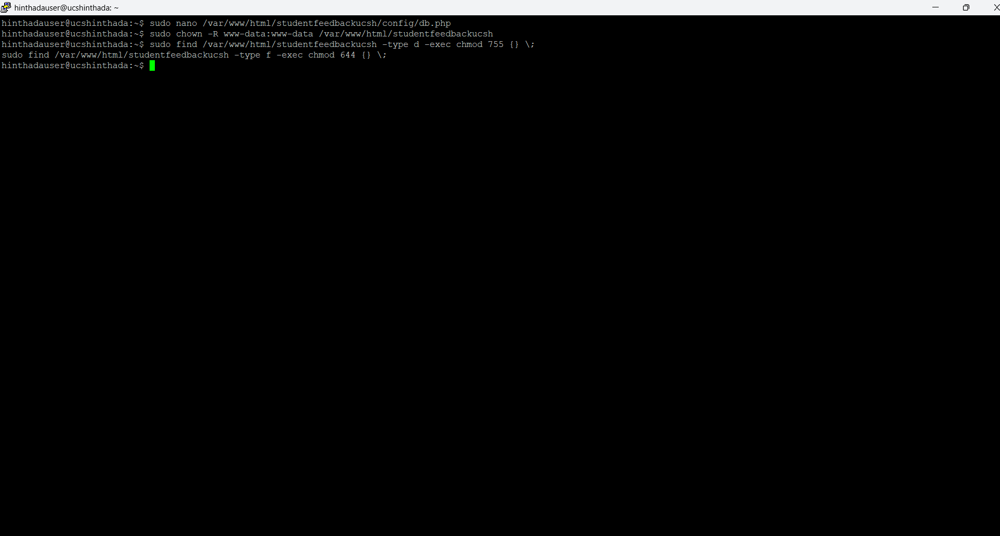 hinthadauser@ucshinthada: ~
hinthadauser@ucshinthada:~$ sudo nano /var/www/html/studentfeedbackucsh/config/db.php
hinthadauser@ucshinthada:~$ sudo chown -R www-data:www-data /var/www/html/studentfeedbackucsh
hinthadauser@ucshinthada:~$ sudo find /var/www/html/studentfeedbackucsh -type d -exec chmod 755 {} \;
sudo find /var/www/html/studentfeedbackucsh -type f -exec chmod 644 {} \;
hinthadauser@ucshinthada:~$